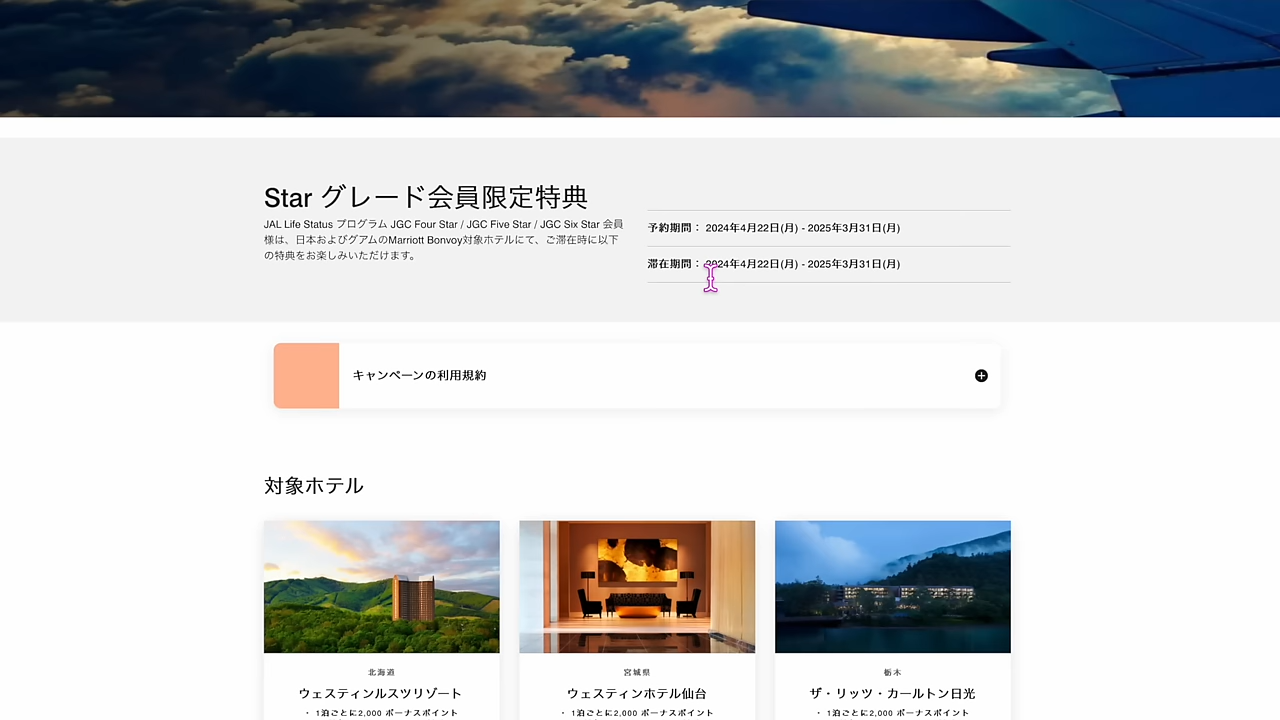 Star グレード会員限定特典
JAL Life Status プログラム JGC Four Star / JGC Five Star / JGC Six Star 会員
様は、日本およびグアムのMarriott Bonvoy対象ホテルにて、ご滞在時に以下
の特典をお楽しみいただけます。
予約期間： 2024年4月22日(月) - 2025年3月31日(月)
滞在期間： 2024年4月22日(月) - 2025年3月31日(月)
キャンペーンの利用規約
対象ホテル
北海道
ウェスティンルスツリゾート
・ 1泊ごとに2,000 ボーナスポイント
宮城県
ウェスティンホテル仙台
・ 1泊ごとに2,000 ボーナスポイント
栃木
ザ・リッツ・カールトン日光
・ 1泊ごとに2,000 ボーナスポイント